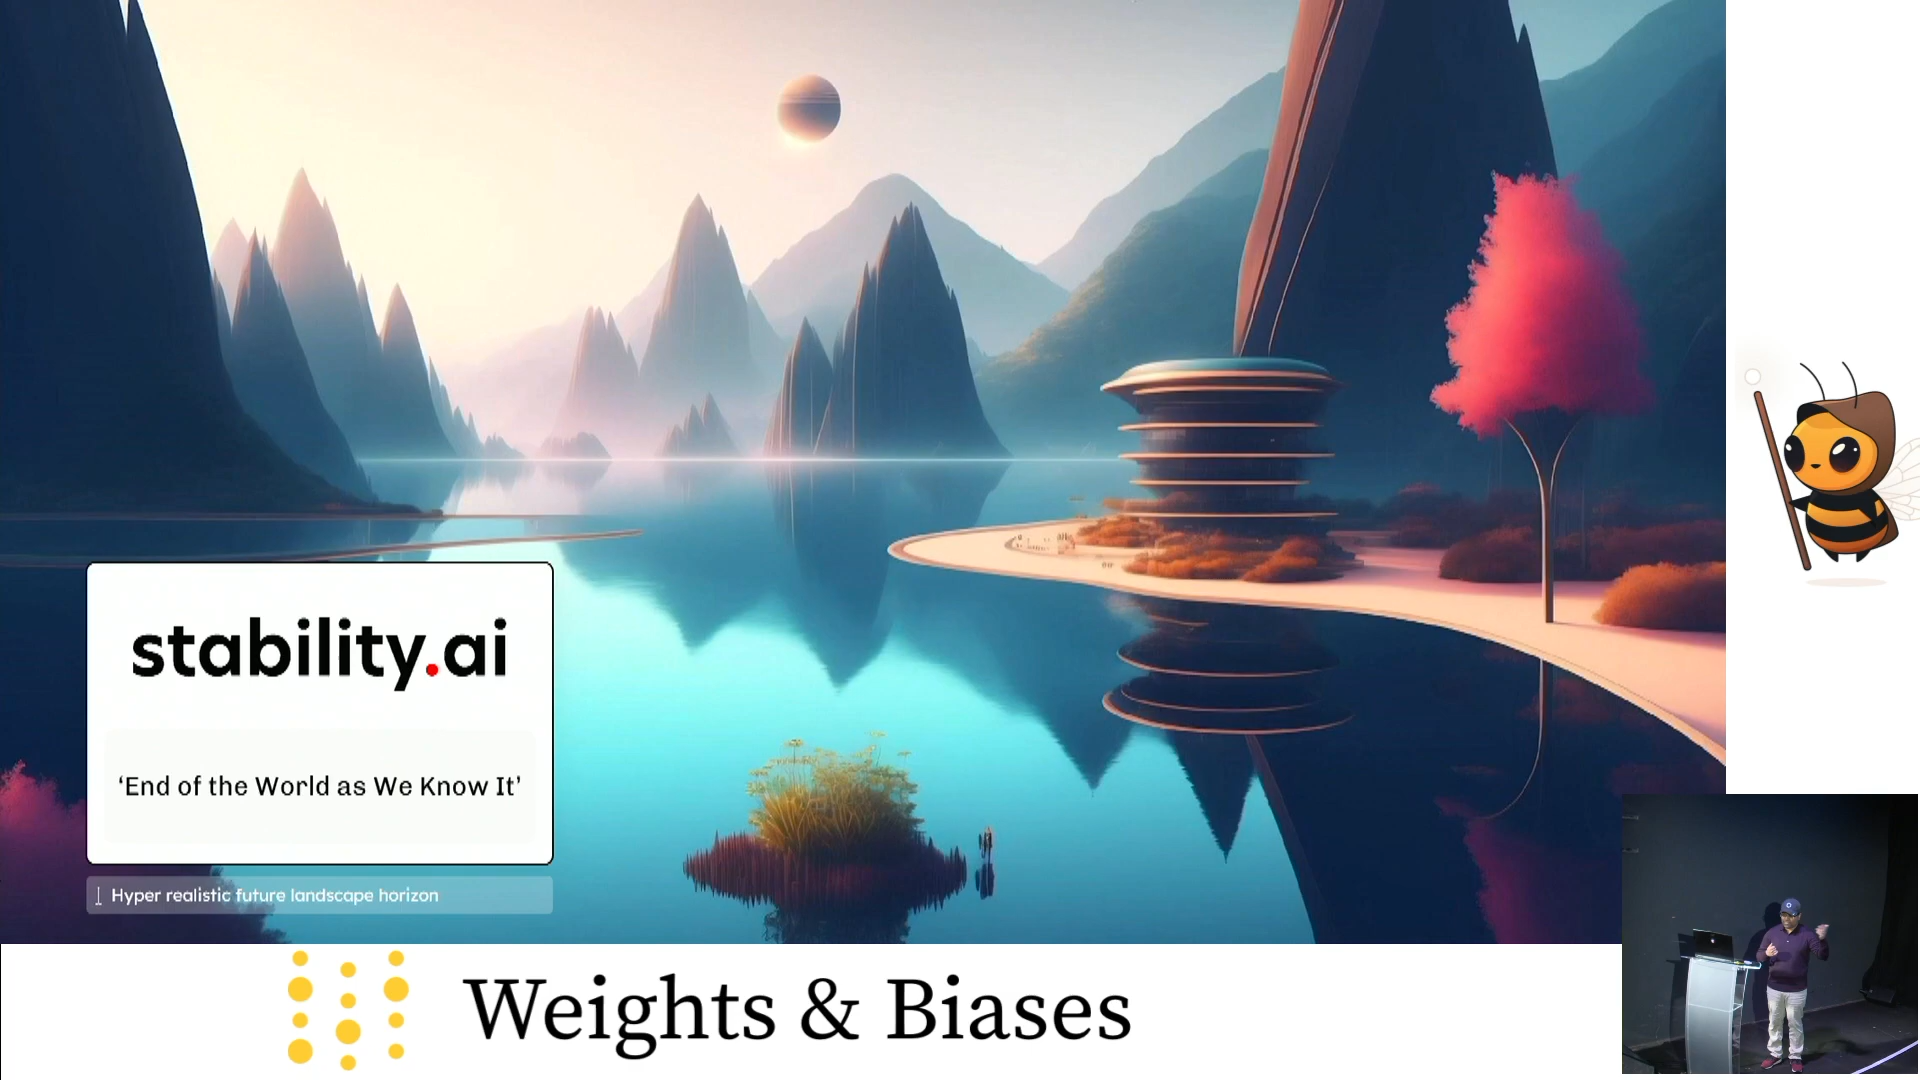 stability.ai
‘End of the World as We Know It’
Hyper realistic future landscape horizon
Weights & Biases